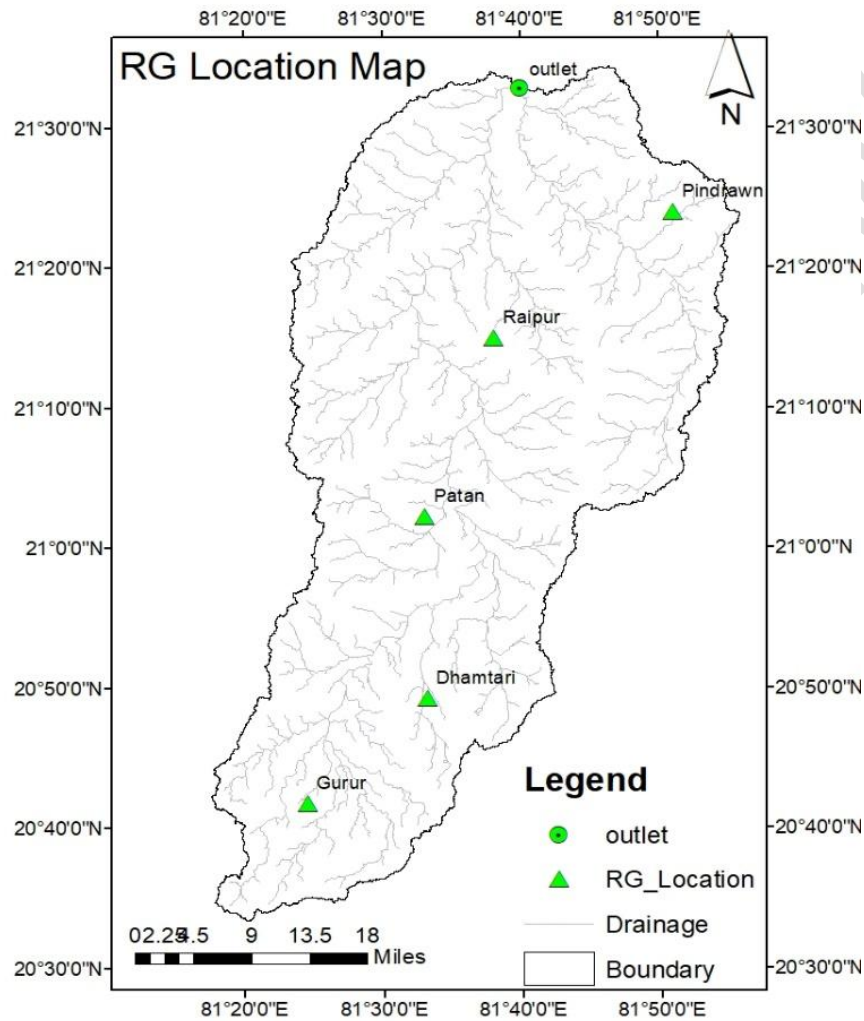 81°20'0"E 81°30'0"E 81°40'0"E 81°50'0"E
RG Location Map
outlet
N
21°30'0"N 21°30'0"N
Pindrawn
21°20'0"N 21°20'0"N
Raipur
21°10'0"N 21°10'0"N
Patan
21°0'0"N 21°0'0"N
Dhamtari
20°50'0"N 20°50'0"N
Gurur
Legend
20°40'0"N 20°40'0"N
outlet
RG_Location
Drainage
02.254.5 9 13.5 18
Miles
Boundary
20°30'0"N 20°30'0"N
81°20'0"E 81°30'0"E 81°40'0"E 81°50'0"E